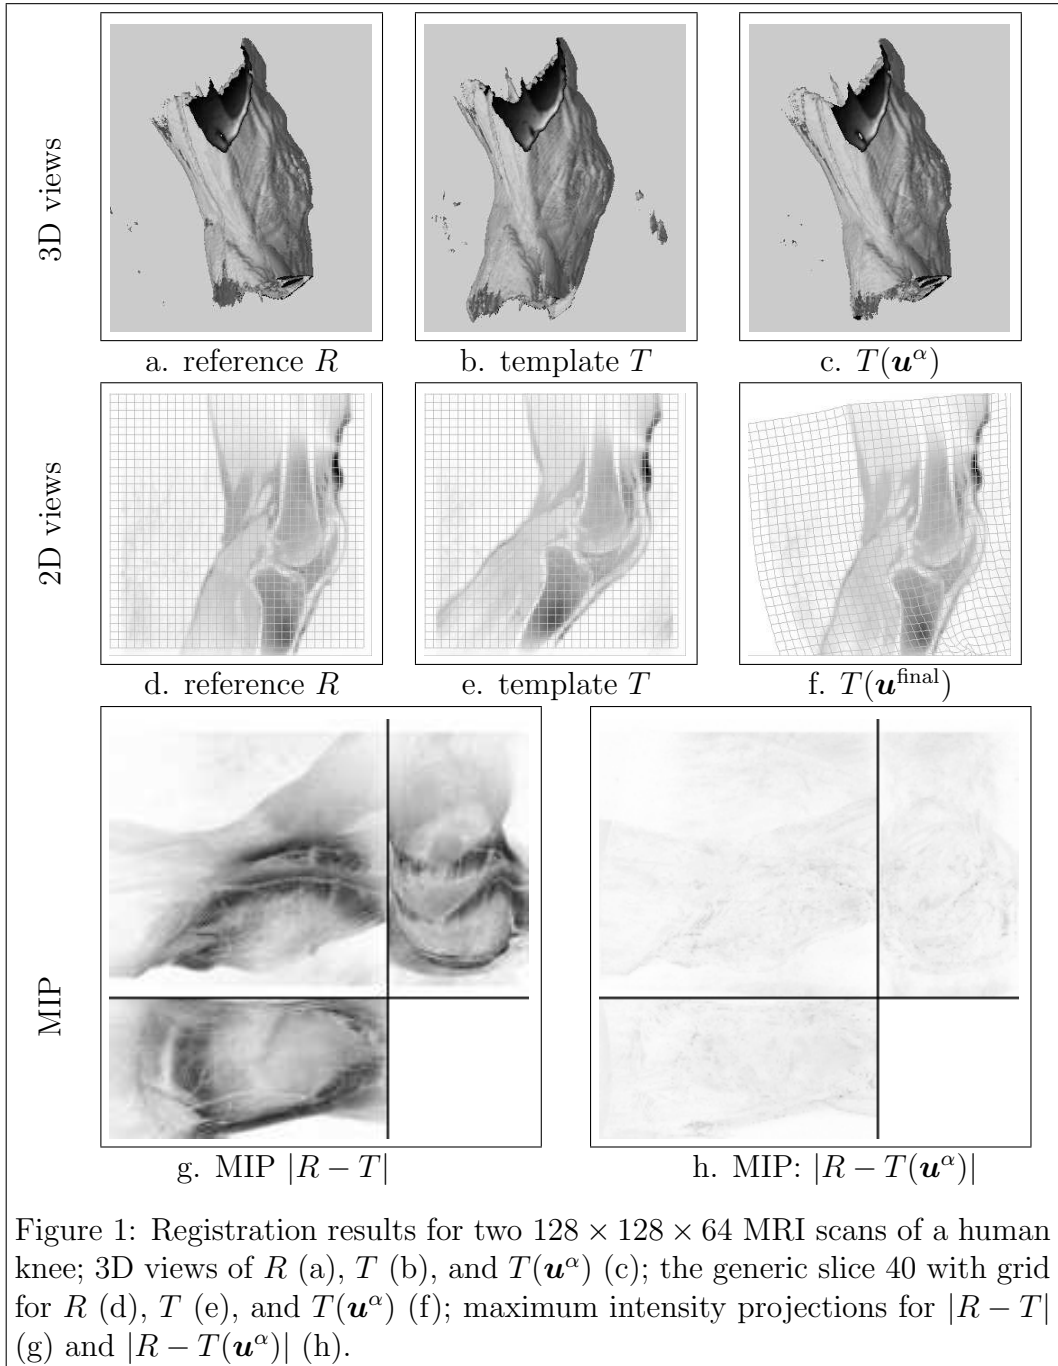 3D views
a. reference R
b. template T
c. T(u^α)
2D views
d. reference R
e. template T
f. T(u^final)
MIP
g. MIP |R − T|
h. MIP: |R − T(u^α)|
Figure 1: Registration results for two 128 × 128 × 64 MRI scans of a human
knee; 3D views of R (a), T (b), and T(u^α) (c); the generic slice 40 with grid
for R (d), T (e), and T(u^α) (f); maximum intensity projections for |R − T|
(g) and |R − T(u^α)| (h).